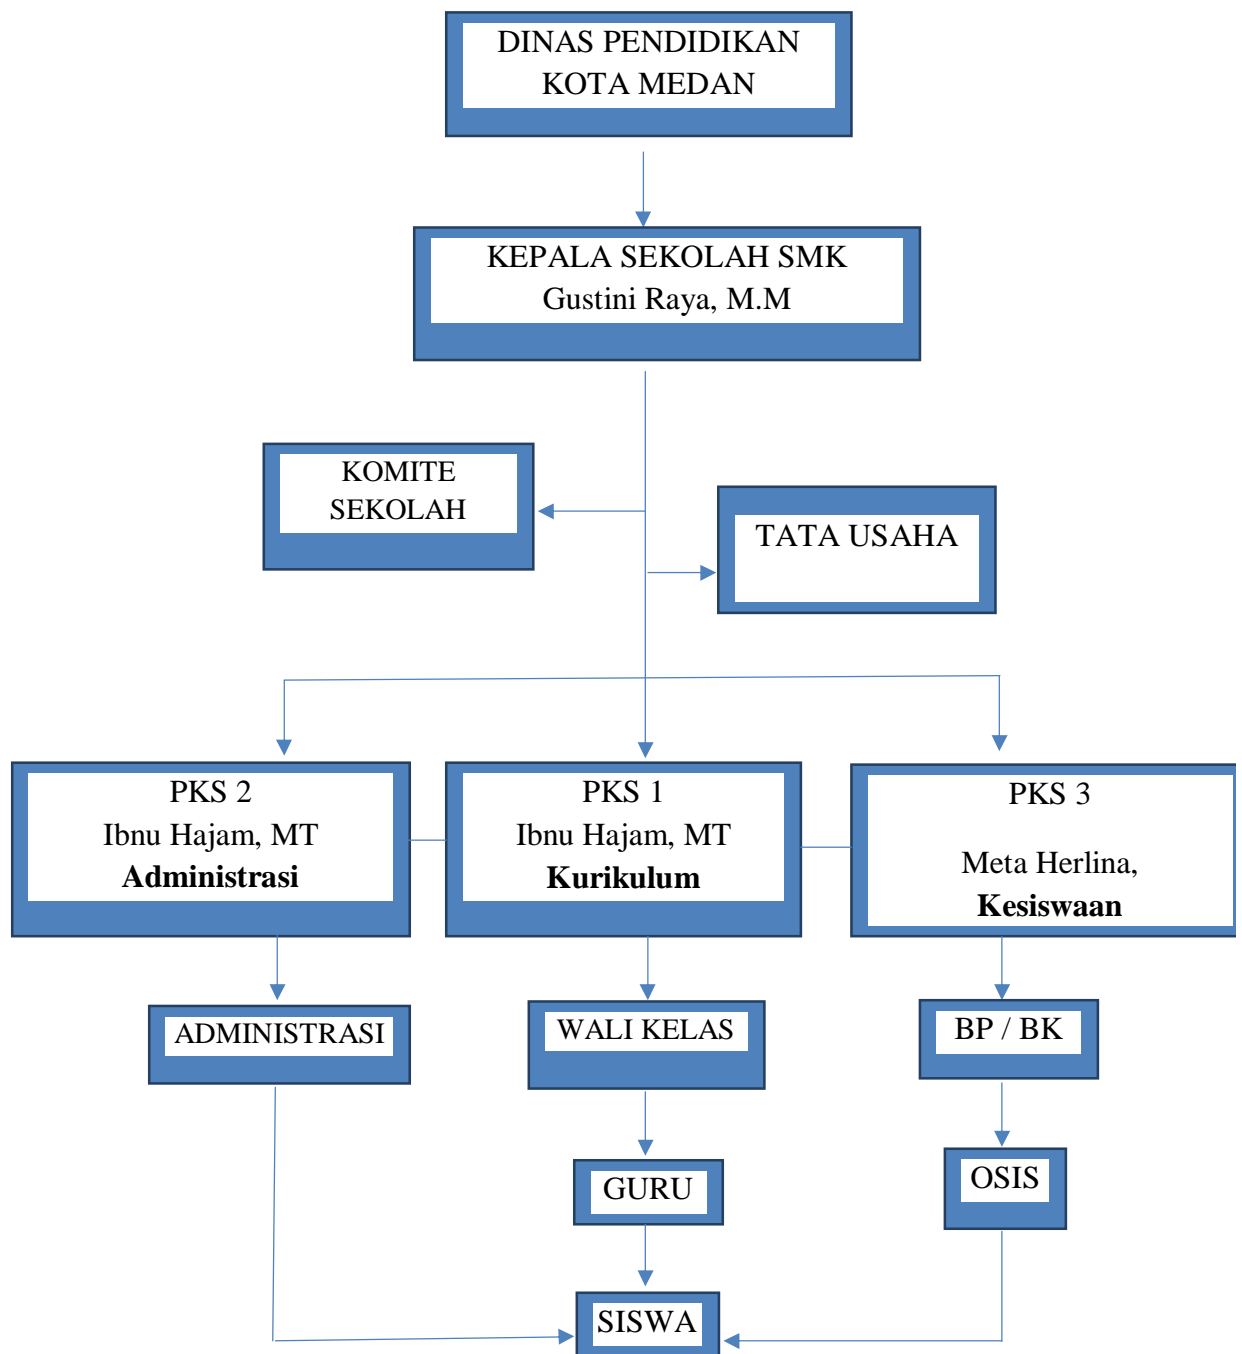 DINAS PENDIDIKAN
KOTA MEDAN
KEPALA SEKOLAH SMK
Gustini Raya, M.M
KOMITE
SEKOLAH
TATA USAHA
PKS 2
Ibnu Hajam, MT
Administrasi
PKS 1
Ibnu Hajam, MT
Kurikulum
PKS 3
Meta Herlina,
Kesiswaan
ADMINISTRASI
WALI KELAS
BP / BK
GURU
OSIS
SISWA